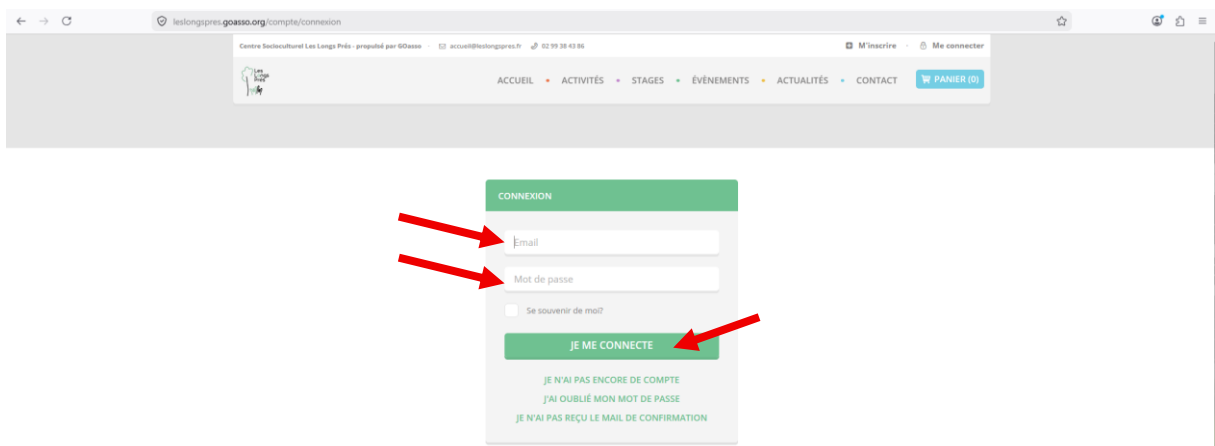 leslongspres.goasso.org/compte/connexion
Centre Socioculturel Les Longs Prés - propulsé par GOasso accueil@leslongspres.fr 02 99 38 43 86 M'inscrire Me connecter
Les
Longs
Prés
ACCUEIL • ACTIVITÉS • STAGES • ÉVÈNEMENTS • ACTUALITÉS • CONTACT PANIER (0)
CONNEXION
Email
Mot de passe
Se souvenir de moi?
JE ME CONNECTE
JE N'AI PAS ENCORE DE COMPTE
J'AI OUBLIÉ MON MOT DE PASSE
JE N'AI PAS REÇU LE MAIL DE CONFIRMATION